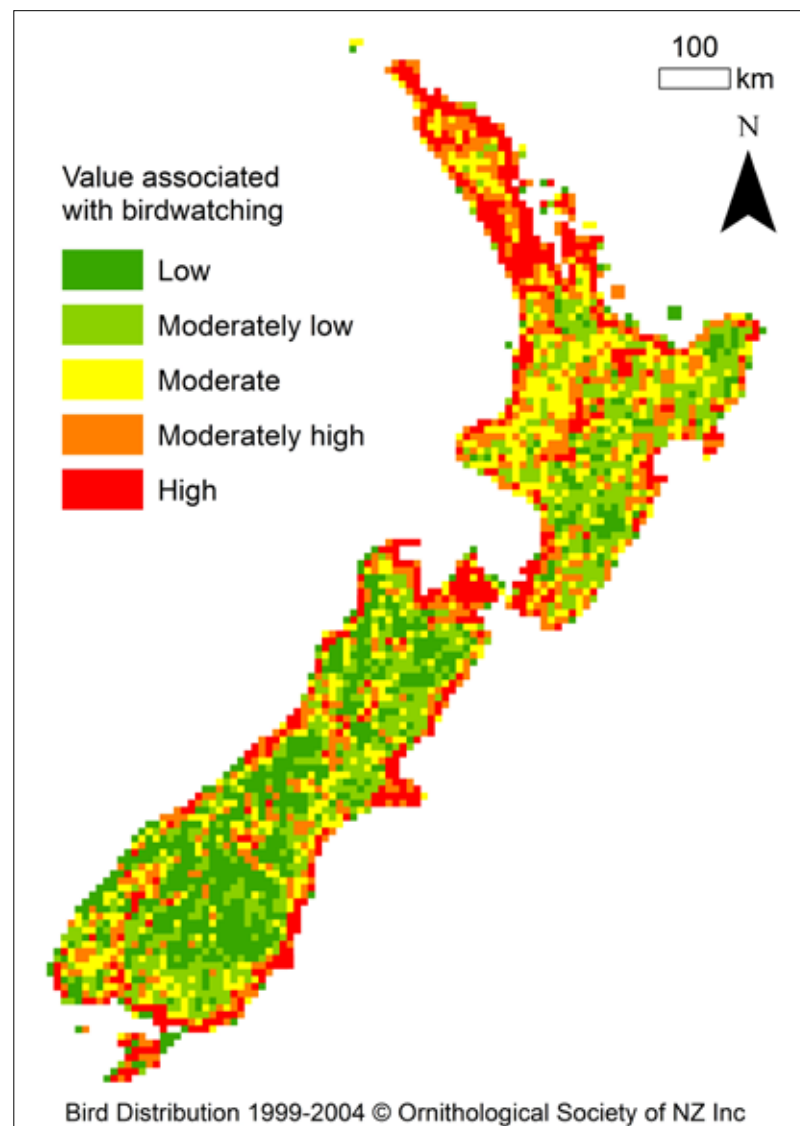 100
km
N
Value associated
with birdwatching
Low
Moderately low
Moderate
Moderately high
High
Bird Distribution 1999-2004 © Ornithological Society of NZ Inc